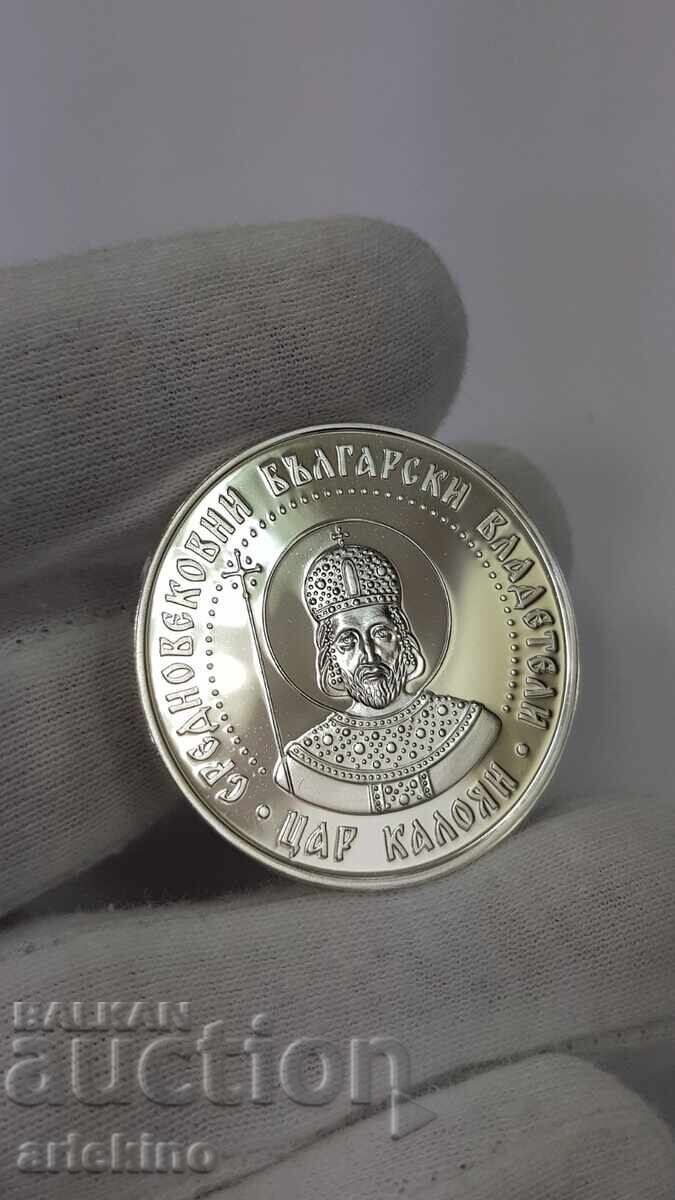 СРЕДНОВЕКОВНИ БЪЛГАРСКИ ВЛАДЕТЕЛИ
• ЦАР КАЛОЯН •
BALKAN
auction
artekino